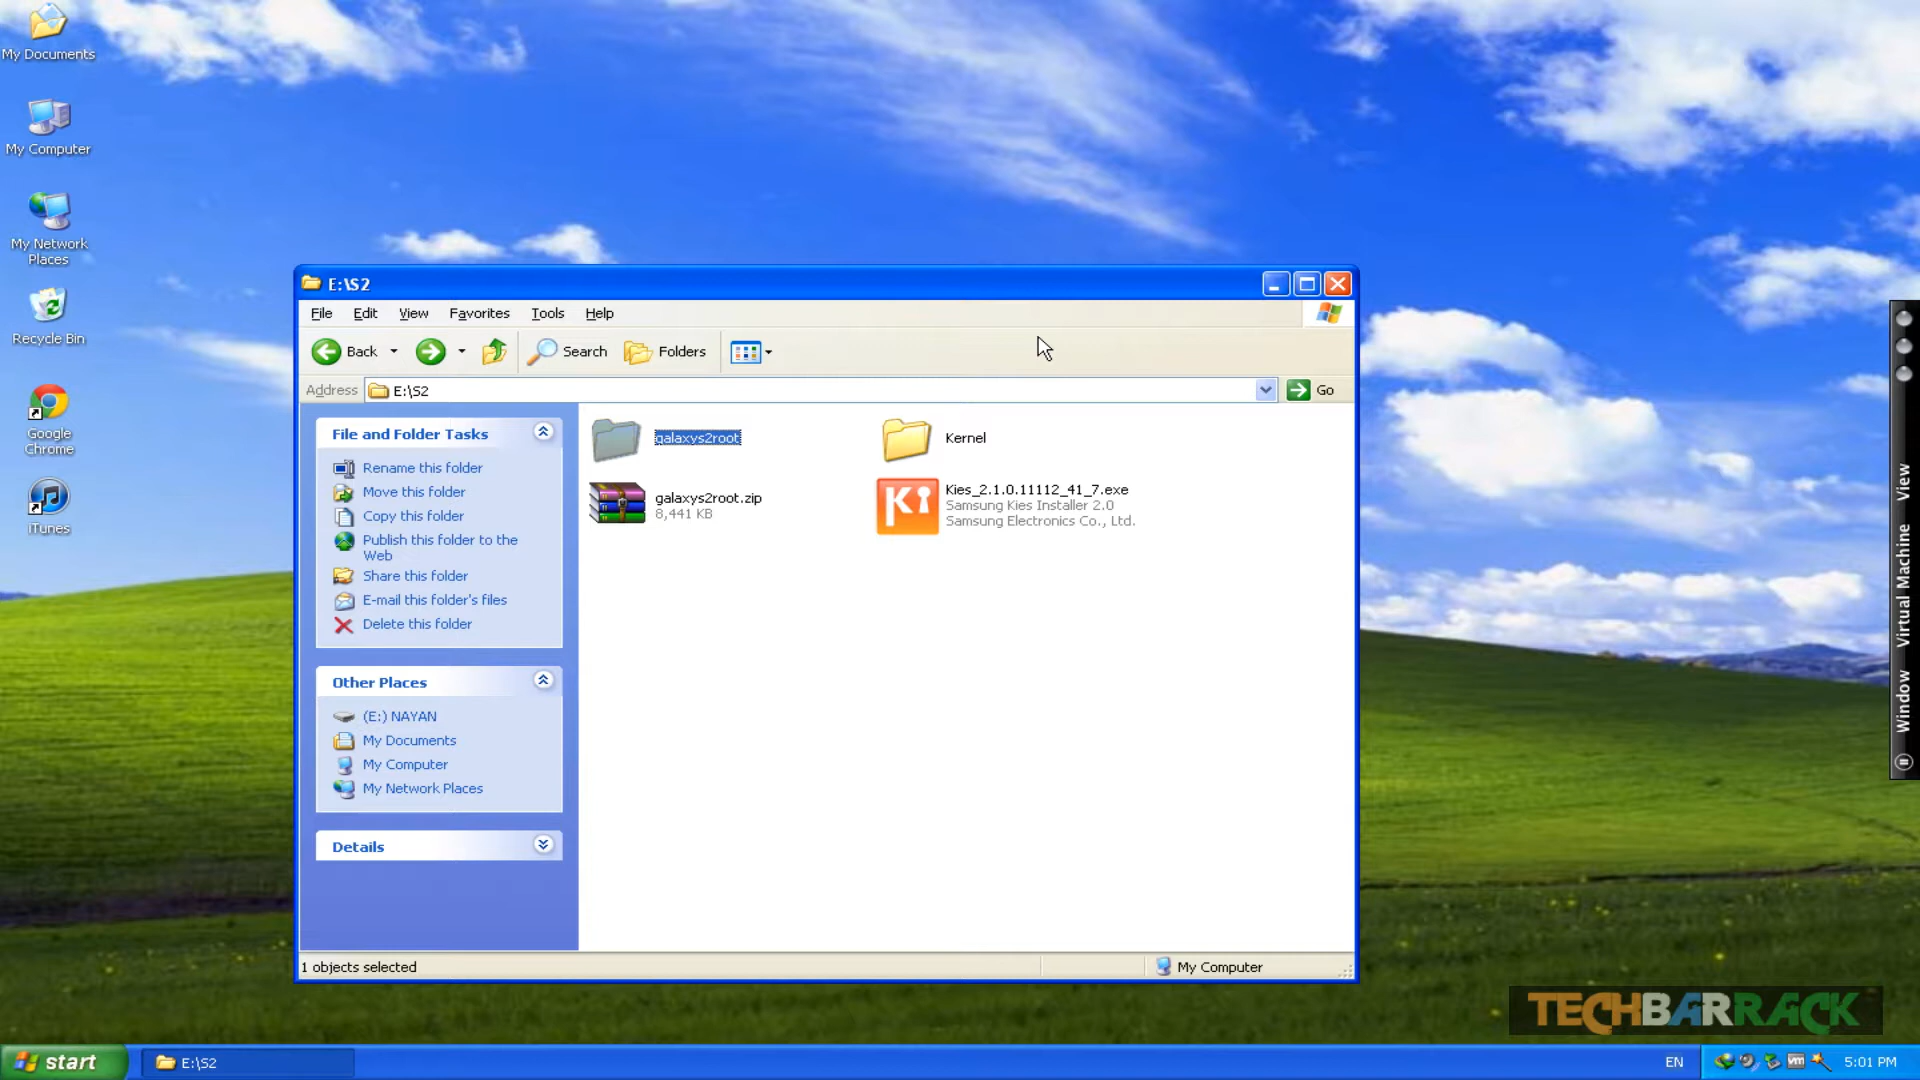 My Documents
My Computer
My Network
Places
Recycle Bin
Google
Chrome
iTunes
E:\S2
File Edit View Favorites Tools Help
Back Search Folders
Address E:\S2 Go
File and Folder Tasks
Rename this folder
Move this folder
Copy this folder
Publish this folder to the
Web
Share this folder
E-mail this folder's files
Delete this folder
Other Places
(E:) NAYAN
My Documents
My Computer
My Network Places
Details
galaxys2root
Kernel
galaxys2root.zip
8,441 KB
Ki
Kies_2.1.0.11112_41_7.exe
Samsung Kies Installer 2.0
Samsung Electronics Co., Ltd.
1 objects selected
My Computer
Window Virtual Machine View
TECHBARRACK
start
E:\S2
EN
vm
5:01 PM